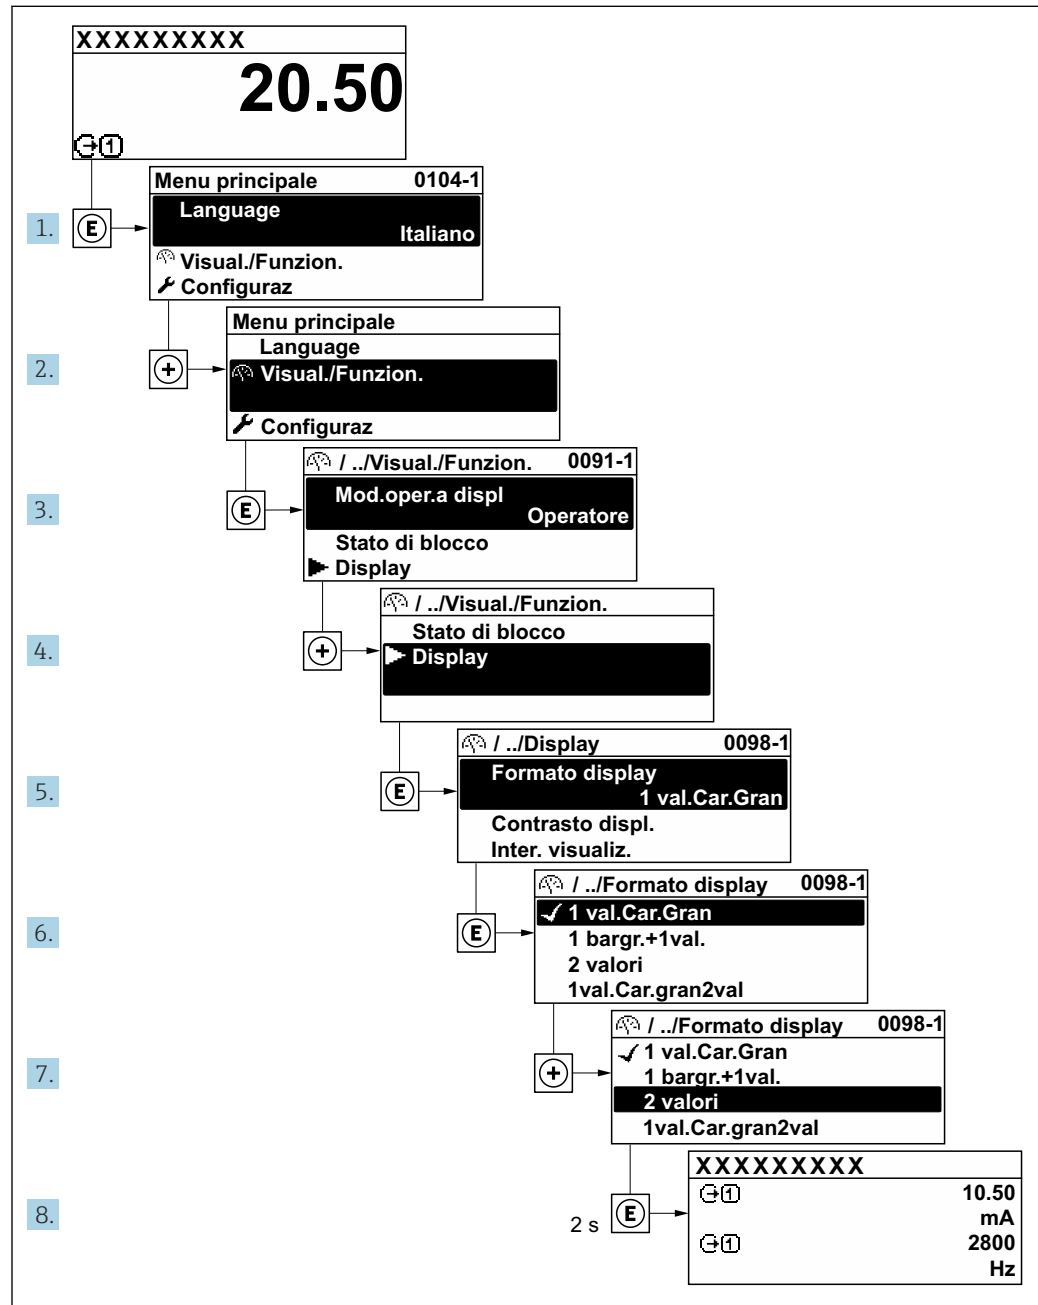 XXXXXXXXX
20.50
1
1.
E
Menu principale 0104-1
Language
Italiano
Visual./Funzion.
Configuraz
2.
+
Menu principale
Language
Visual./Funzion.
Configuraz
3.
E
/ ../Visual./Funzion. 0091-1
Mod.oper.a displ
Operatore
Stato di blocco
Display
4.
+
/ ../Visual./Funzion.
Stato di blocco
Display
5.
E
/ ../Display 0098-1
Formato display
1 val.Car.Gran
Contrasto displ.
Inter. visualiz.
6.
E
/ ../Formato display 0098-1
1 val.Car.Gran
1 bargr.+1val.
2 valori
1val.Car.gran2val
7.
+
/ ../Formato display 0098-1
1 val.Car.Gran
1 bargr.+1val.
2 valori
1val.Car.gran2val
8.
2 s
E
XXXXXXXXX
1 10.50
mA
1 2800
Hz